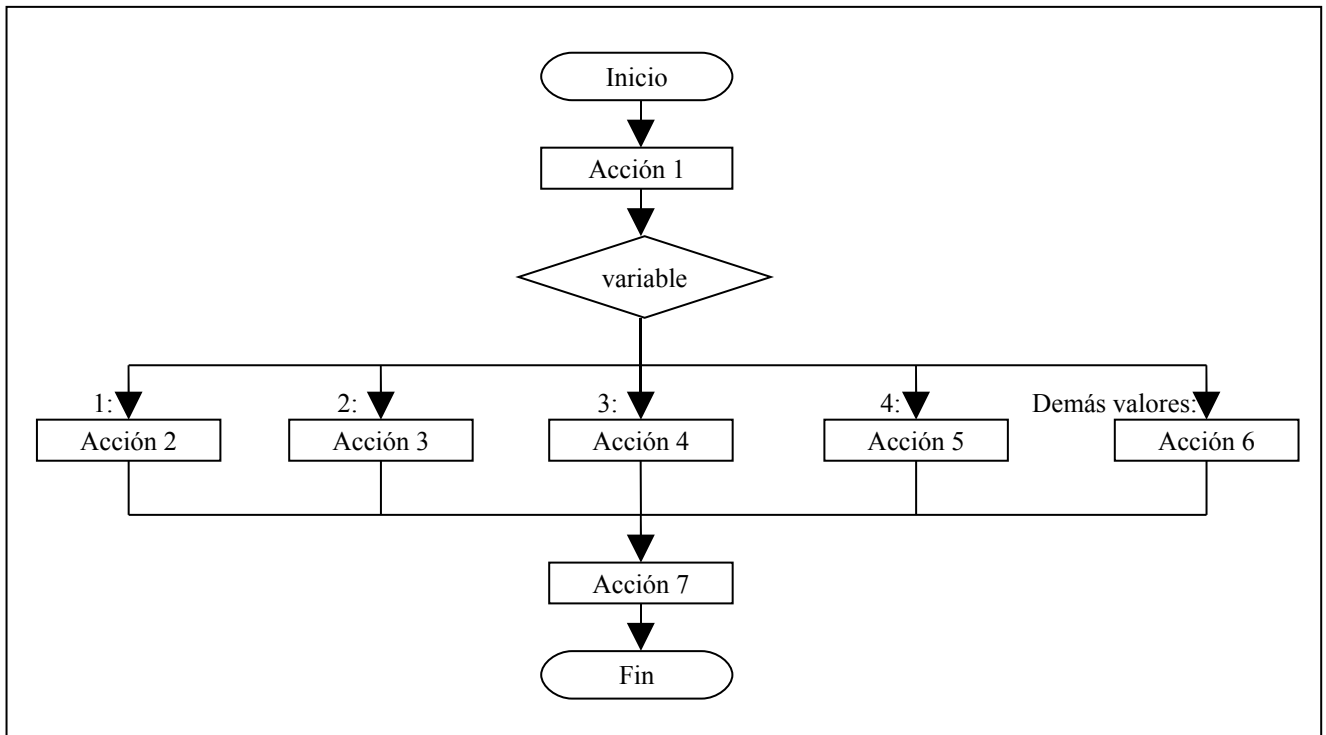 Inicio
Acción 1
variable
1:
2:
3:
4:
Demás valores:
Acción 2
Acción 3
Acción 4
Acción 5
Acción 6
Acción 7
Fin